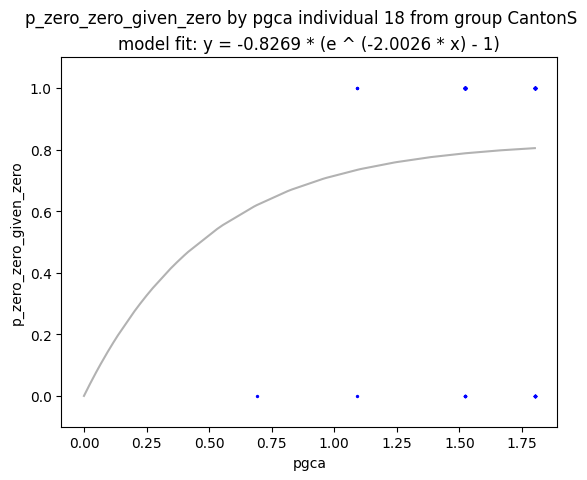 p_zero_zero_given_zero by pgca individual 18 from group CantonS
model fit: y = -0.8269 * (e ^ (-2.0026 * x) - 1)
1.0
0.8
0.6
0.4
0.2
0.0
p_zero_zero_given_zero
0.00 0.25 0.50 0.75 1.00 1.25 1.50 1.75
pgca